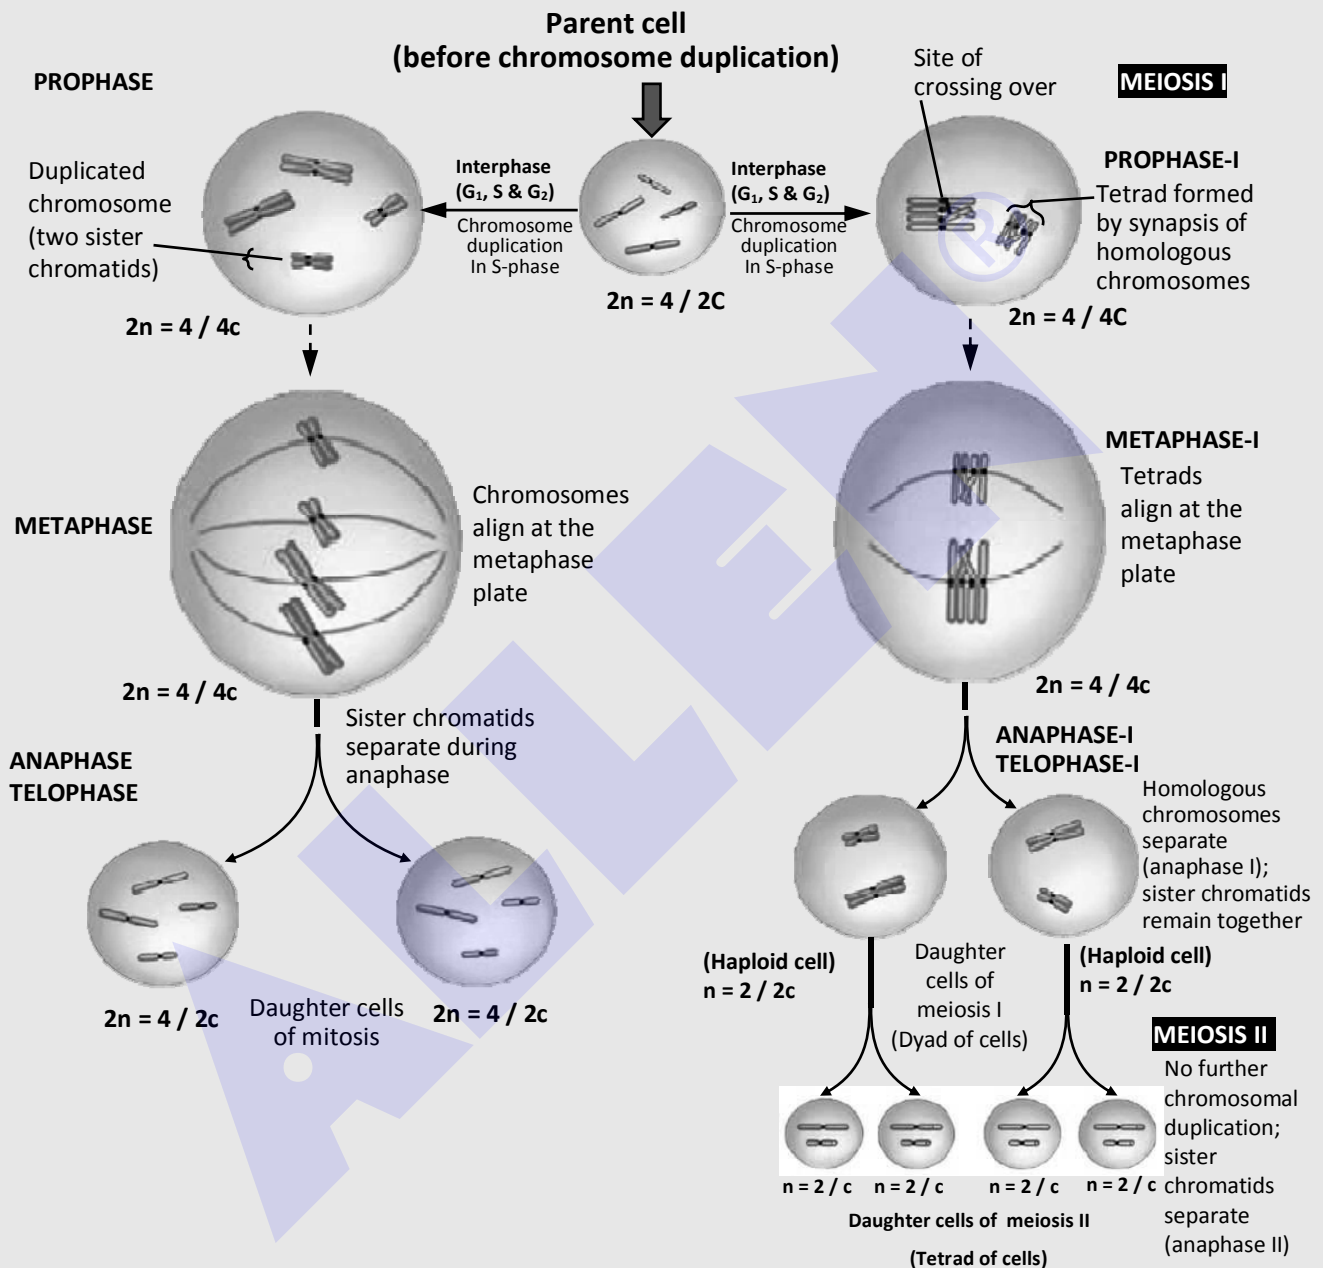 Parent cell
(before chromosome duplication)
PROPHASE
Site of
crossing over
MEIOSIS I
Duplicated
chromosome
(two sister
chromatids)
Interphase
(G₁, S & G₂)
Chromosome
duplication
In S-phase
Interphase
(G₁, S & G₂)
Chromosome
duplication
In S-phase
PROPHASE-I
Tetrad formed
by synapsis of
homologous
chromosomes
2n = 4 / 4c
2n = 4 / 2C
2n = 4 / 4C
METAPHASE
Chromosomes
align at the
metaphase
plate
METAPHASE-I
Tetrads
align at the
metaphase
plate
2n = 4 / 4c
2n = 4 / 4c
ANAPHASE
TELOPHASE
Sister chromatids
separate during
anaphase
ANAPHASE-I
TELOPHASE-I
Homologous
chromosomes
separate
(anaphase I);
sister chromatids
remain together
2n = 4 / 2c
Daughter cells
of mitosis
2n = 4 / 2c
(Haploid cell)
n = 2 / 2c
Daughter
cells of
meiosis I
(Dyad of cells)
(Haploid cell)
n = 2 / 2c
MEIOSIS II
No further
chromosomal
duplication;
sister
chromatids
separate
(anaphase II)
n = 2 / c
n = 2 / c
n = 2 / c
n = 2 / c
Daughter cells of meiosis II
(Tetrad of cells)
ALLEN
®